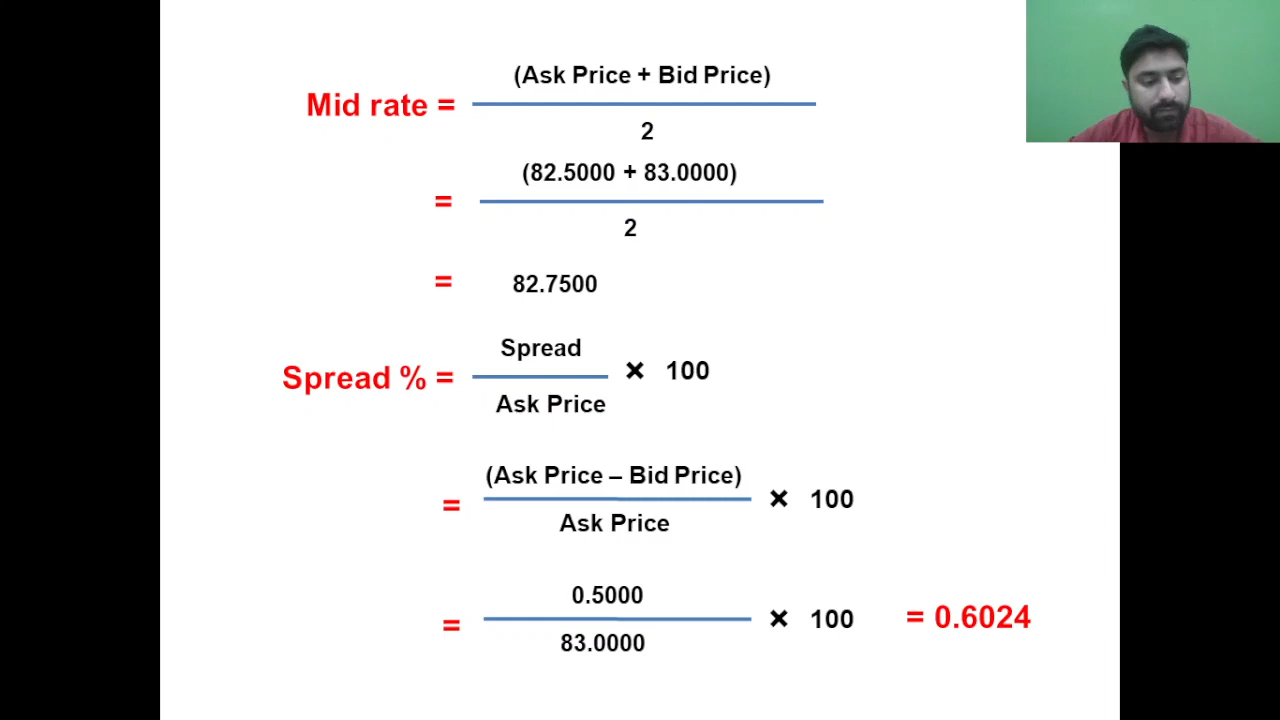 (Ask Price + Bid Price)
Mid rate =
2
(82.5000 + 83.0000)
=
2
= 82.7500
Spread
Spread % = × 100
Ask Price
(Ask Price – Bid Price)
= × 100
Ask Price
0.5000
= × 100 = 0.6024
83.0000